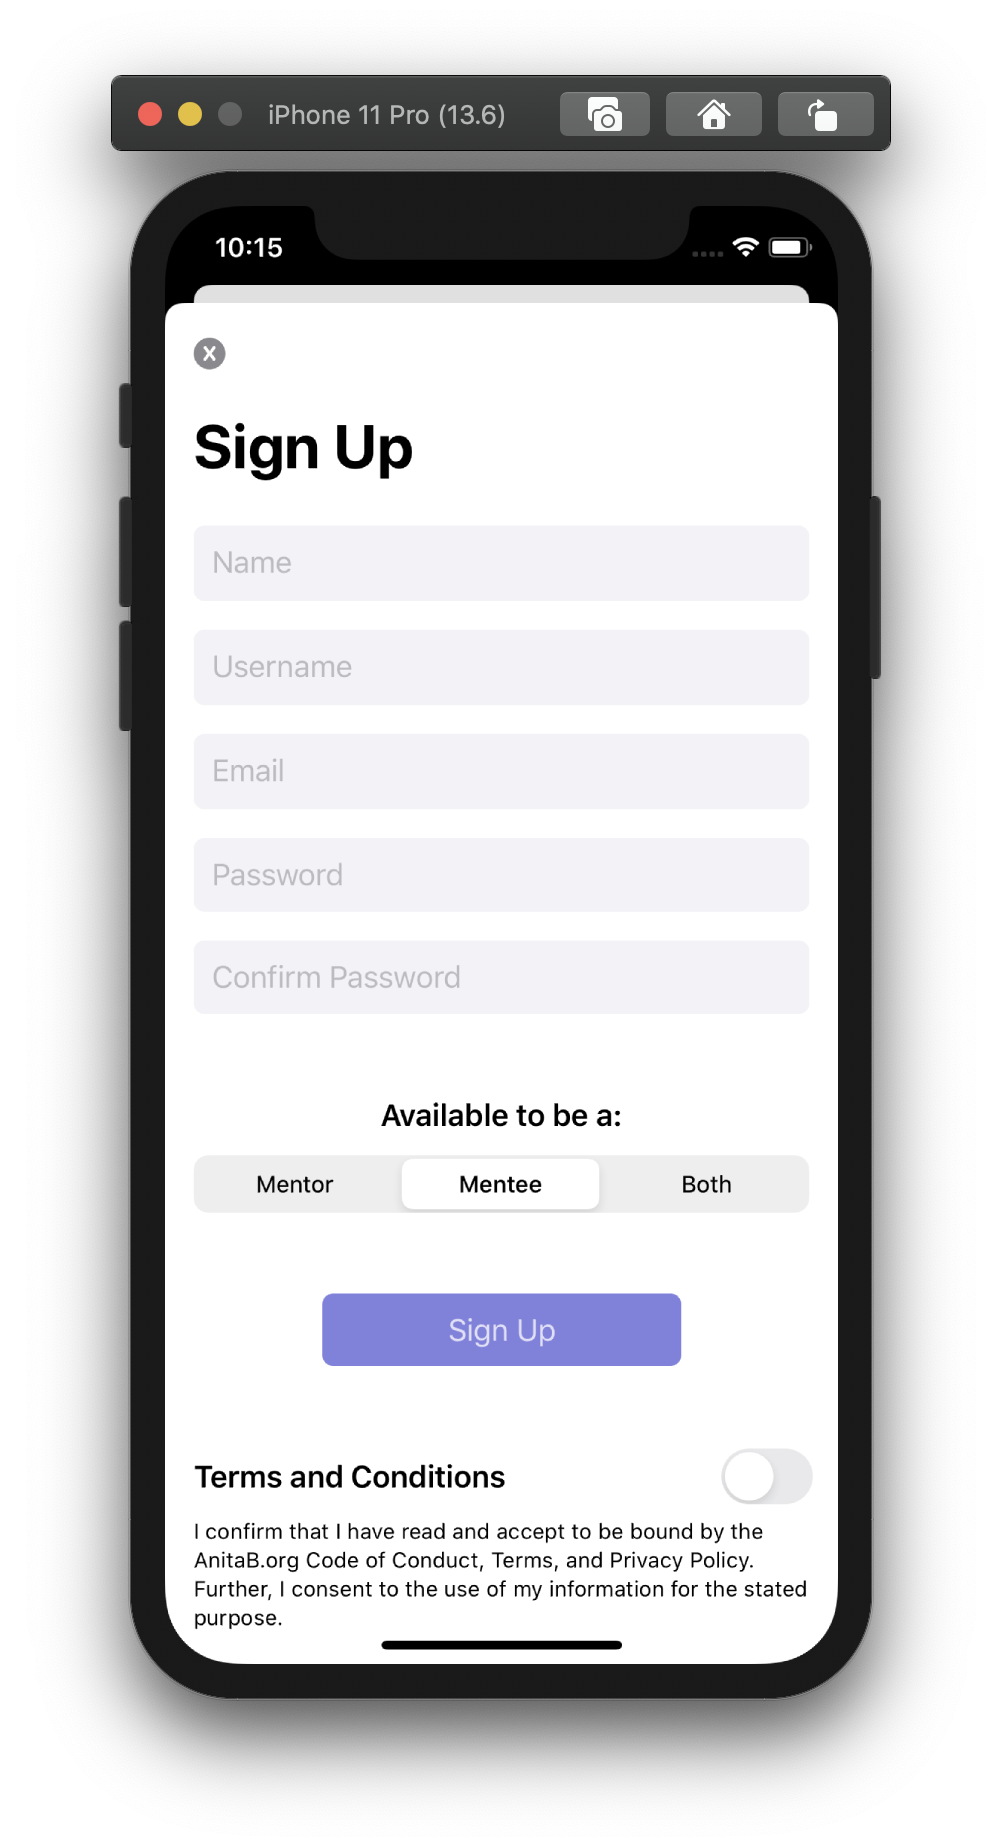 iPhone 11 Pro (13.6)
10:15
Sign Up
Name
Username
Email
Password
Confirm Password
Available to be a:
Mentor Mentee Both
Sign Up
Terms and Conditions
I confirm that I have read and accept to be bound by the
AnitaB.org Code of Conduct, Terms, and Privacy Policy.
Further, I consent to the use of my information for the stated
purpose.